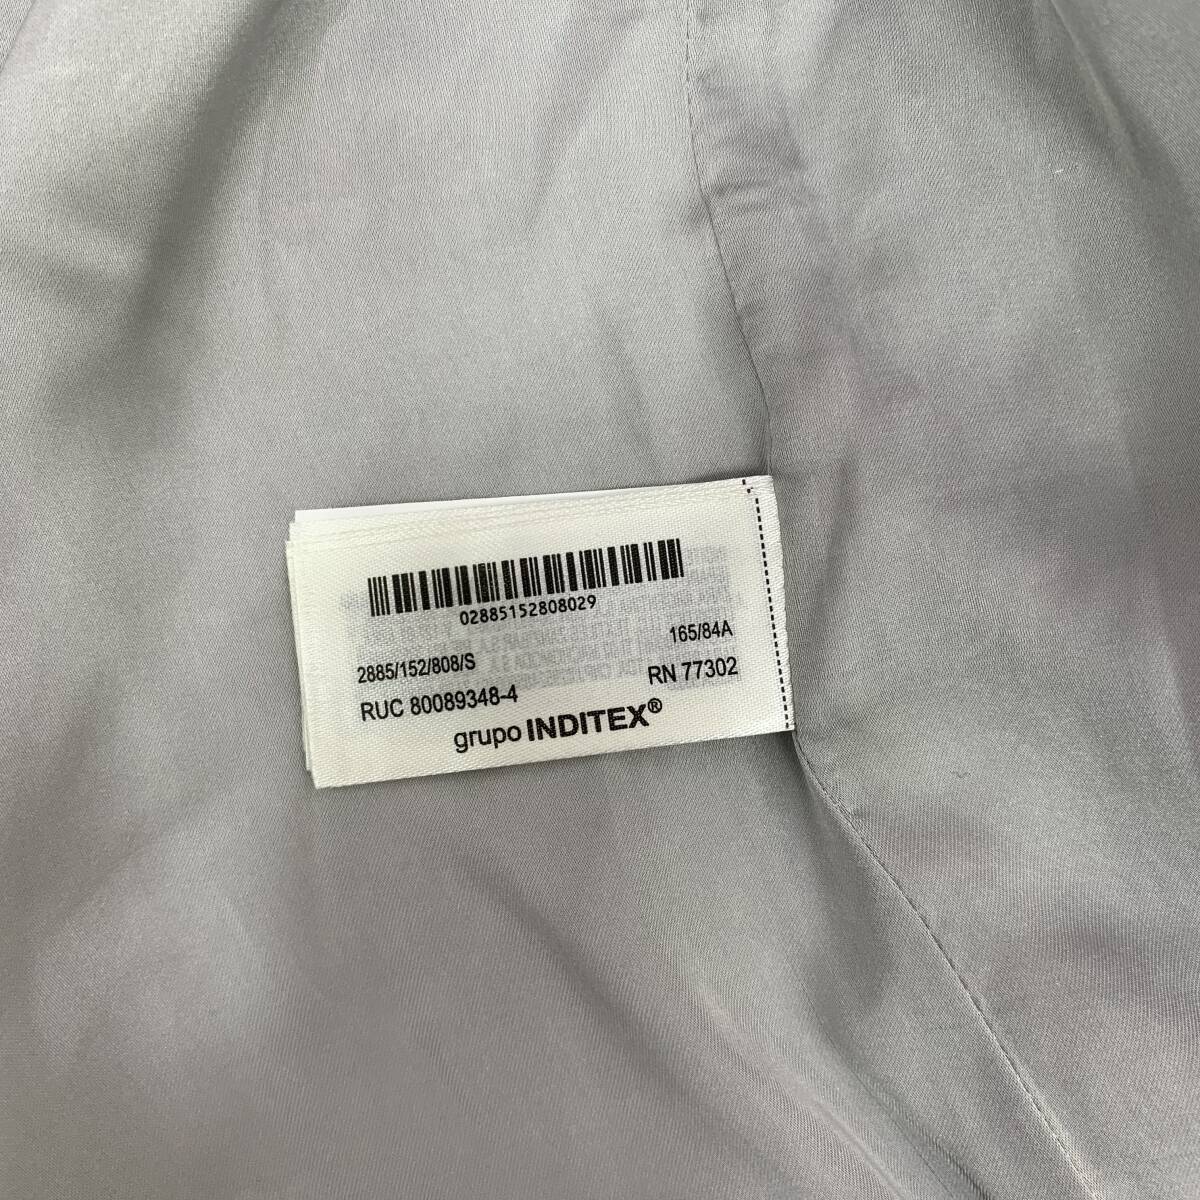 02885152808029
2885/152/808/S 165/84A
RUC 80089348-4 RN 77302
grupo INDITEX®